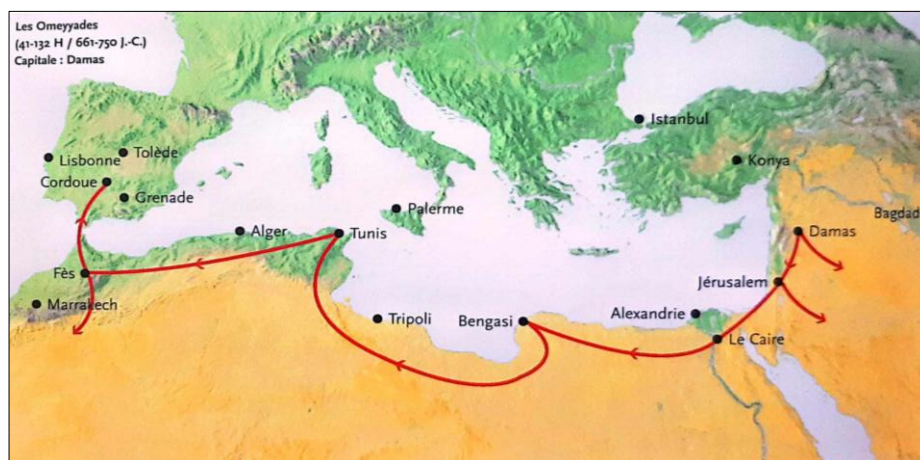 Les Omeyyades
(41-132 H / 661-750 J.-C.)
Capitale : Damas
Istanbul
Tolède
Lisbonne
Konya
Cordoue
Grenade
Palerme
Bagdad
Alger
Tunis
Damas
Fès
Jérusalem
Marrakech
Tripoli
Bengasi
Alexandrie
Le Caire